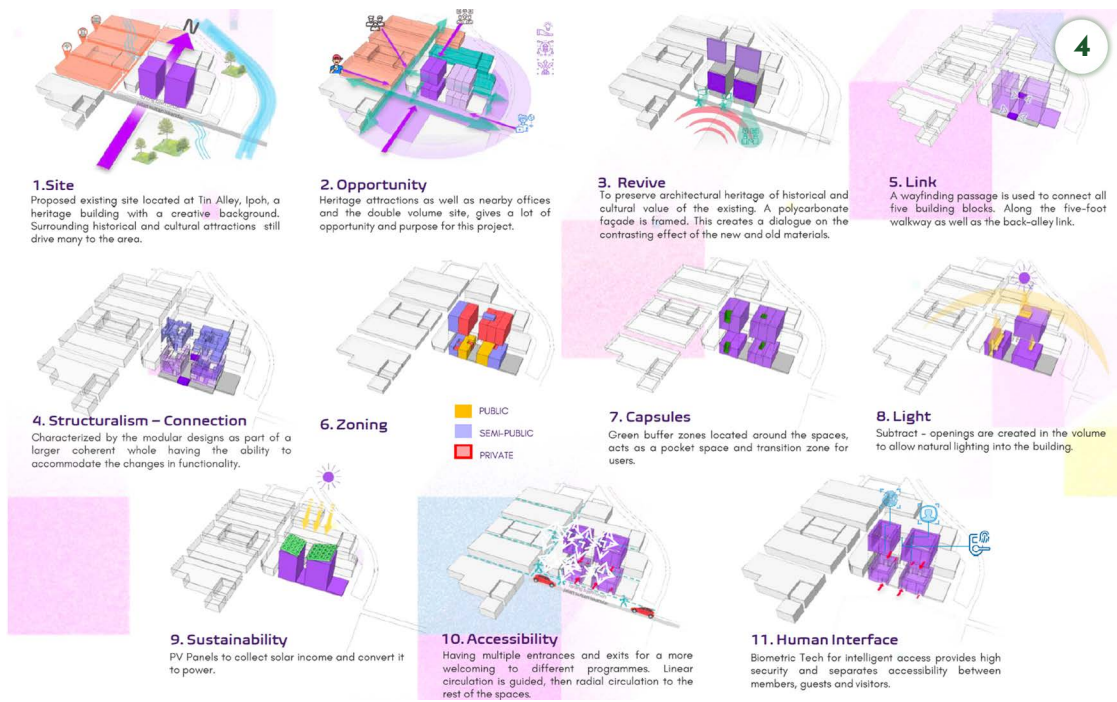 4
1.Site
Proposed existing site located at Tin Alley, Ipoh, a
heritage building with a creative background.
Surrounding historical and cultural attractions still
drive many to the area.
2. Opportunity
Heritage attractions as well as nearby offices
and the double volume site, gives a lot of
opportunity and purpose for this project.
3. Revive
To preserve architectural heritage of historical and
cultural value of the existing. A polycarbonate
façade is framed. This creates a dialogue on the
contrasting effect of the new and old materials.
5. Link
A wayfinding passage is used to connect all
five building blocks. Along the five-foot
walkway as well as the back-alley link.
4. Structuralism – Connection
Characterized by the modular designs as part of a
larger coherent whole having the ability to
accommodate the changes in functionality.
6. Zoning
PUBLIC
SEMI-PUBLIC
PRIVATE
7. Capsules
Green buffer zones located around the spaces,
acts as a pocket space and transition zone for
users.
8. Light
Subtract - openings are created in the volume
to allow natural lighting into the building.
9. Sustainability
PV Panels to collect solar income and convert it
to power.
10. Accessibility
Having multiple entrances and exits for a more
welcoming to different programmes. Linear
circulation is guided, then radial circulation to the
rest of the spaces.
11. Human Interface
Biometric Tech for intelligent access provides high
security and separates accessibility between
members, guests and visitors.